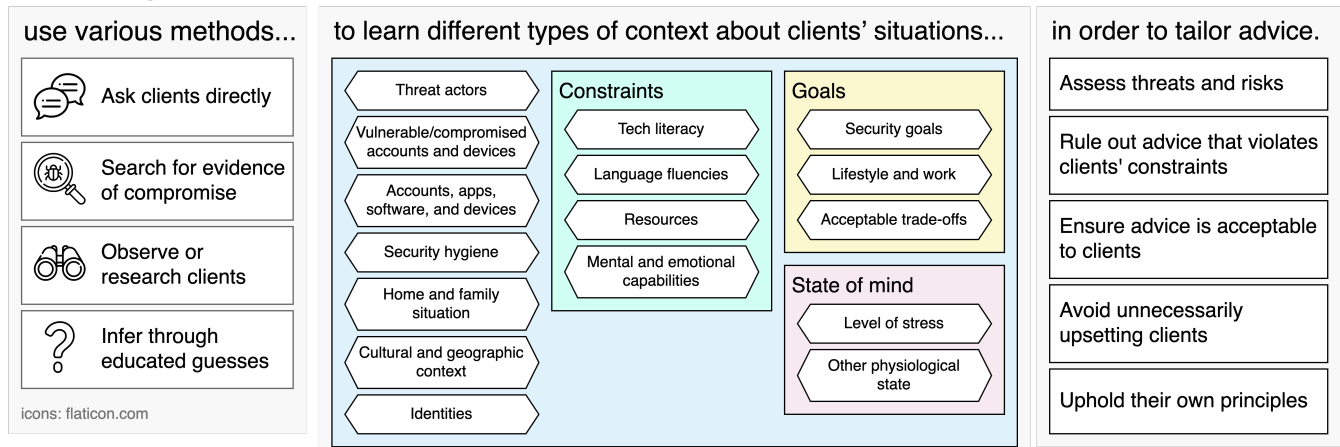 use various methods...
Ask clients directly
Search for evidence
of compromise
Observe or
research clients
Infer through
educated guesses
icons: flaticon.com
to learn different types of context about clients’ situations...
Threat actors
Vulnerable/compromised
accounts and devices
Accounts, apps,
software, and devices
Security hygiene
Home and family
situation
Cultural and geographic
context
Identities
Constraints
Tech literacy
Language fluencies
Resources
Mental and emotional
capabilities
Goals
Security goals
Lifestyle and work
Acceptable trade-offs
State of mind
Level of stress
Other physiological
state
in order to tailor advice.
Assess threats and risks
Rule out advice that violates
clients' constraints
Ensure advice is acceptable
to clients
Avoid unnecessarily
upsetting clients
Uphold their own principles